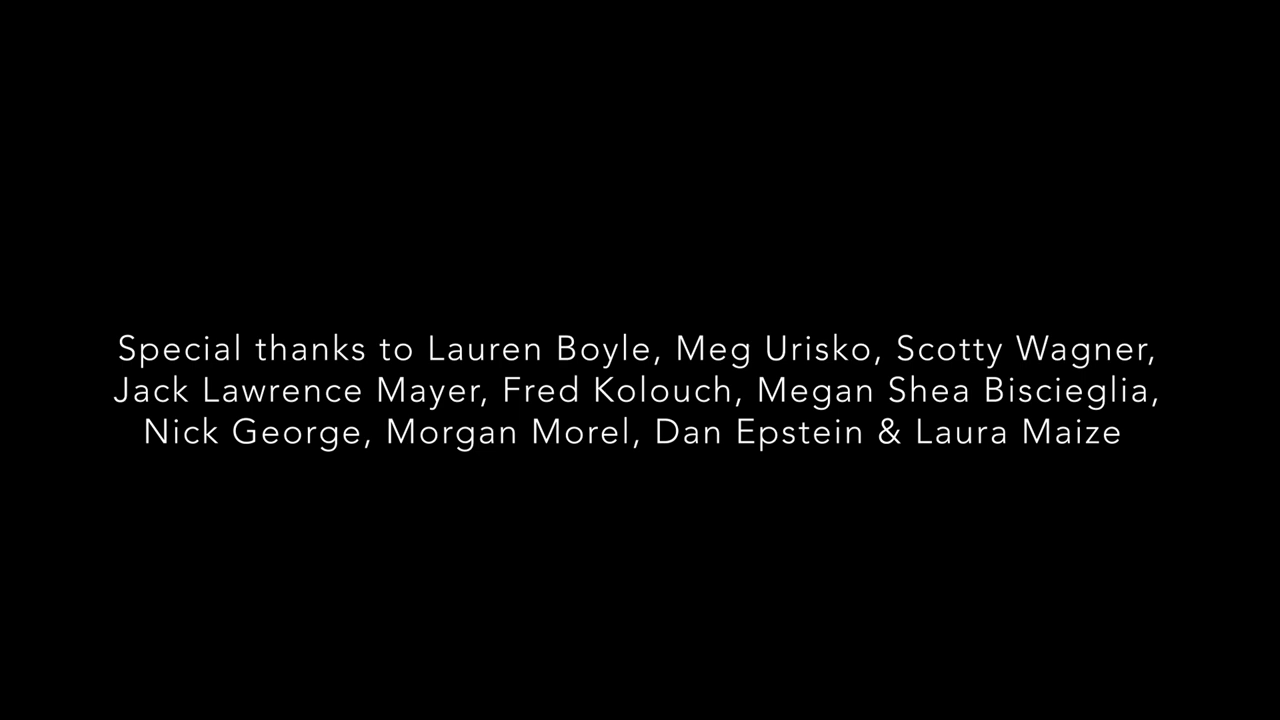 Special thanks to Lauren Boyle, Meg Urisko, Scotty Wagner,
Jack Lawrence Mayer, Fred Kolouch, Megan Shea Biscieglia,
Nick George, Morgan Morel, Dan Epstein & Laura Maize